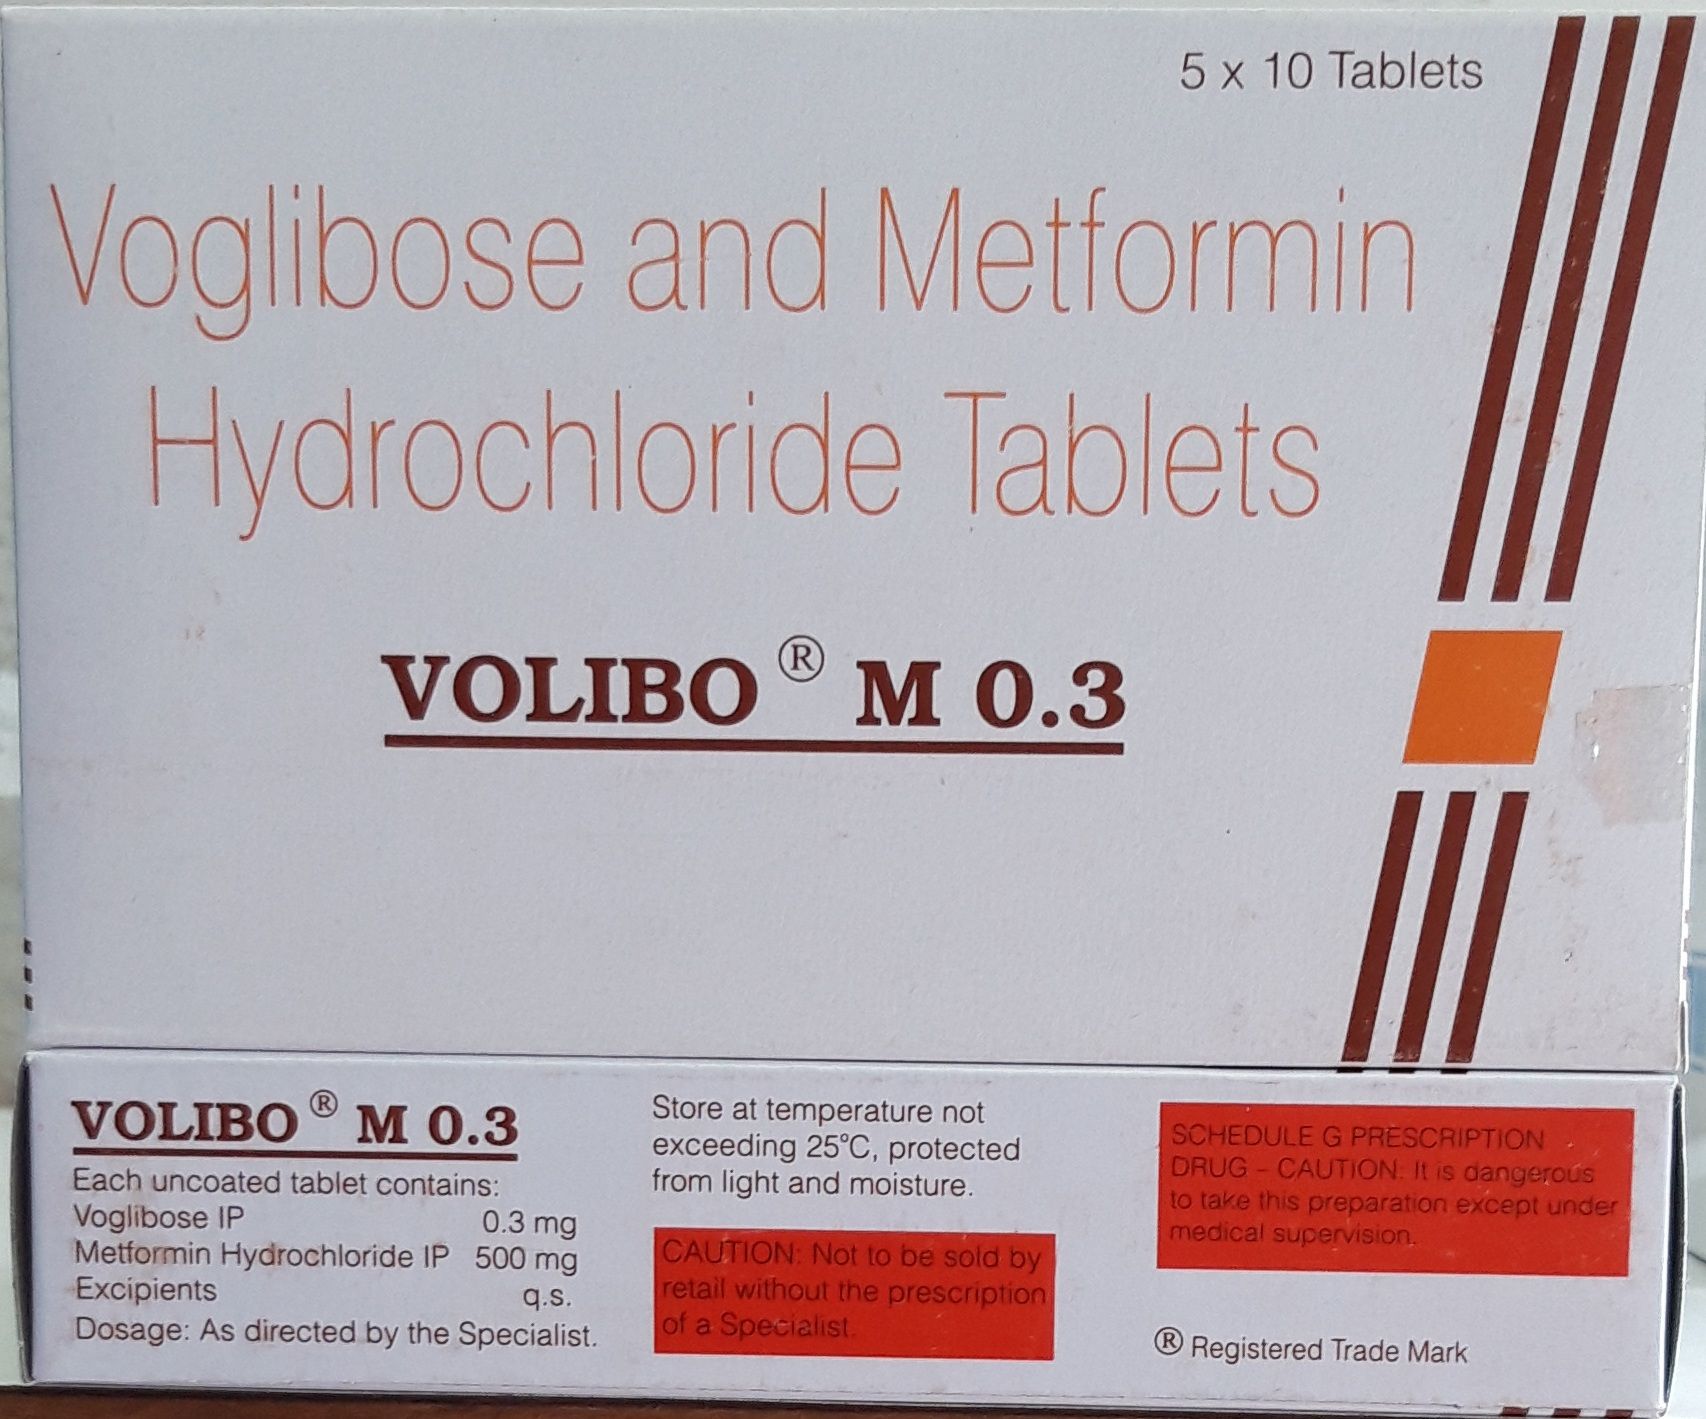 5 x 10 Tablets
Voglibose and Metformin
Hydrochloride Tablets
VOLIBO ® M 0.3
VOLIBO ® M 0.3
Each uncoated tablet contains:
Voglibose IP 0.3 mg
Metformin Hydrochloride IP 500 mg
Excipients q.s.
Dosage: As directed by the Specialist.
Store at temperature not
exceeding 25°C, protected
from light and moisture.
CAUTION: Not to be sold by
retail without the prescription
of a Specialist.
SCHEDULE G PRESCRIPTION
DRUG - CAUTION: It is dangerous
to take this preparation except under
medical supervision.
® Registered Trade Mark